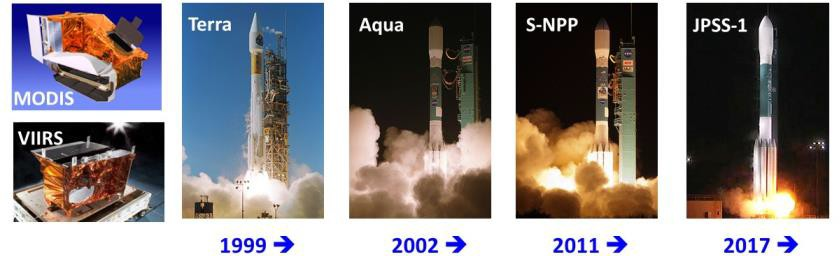 MODIS
VIIRS
Terra
Aqua
S-NPP
JPSS-1
1999 ➔
2002 ➔
2011 ➔
2017 ➔